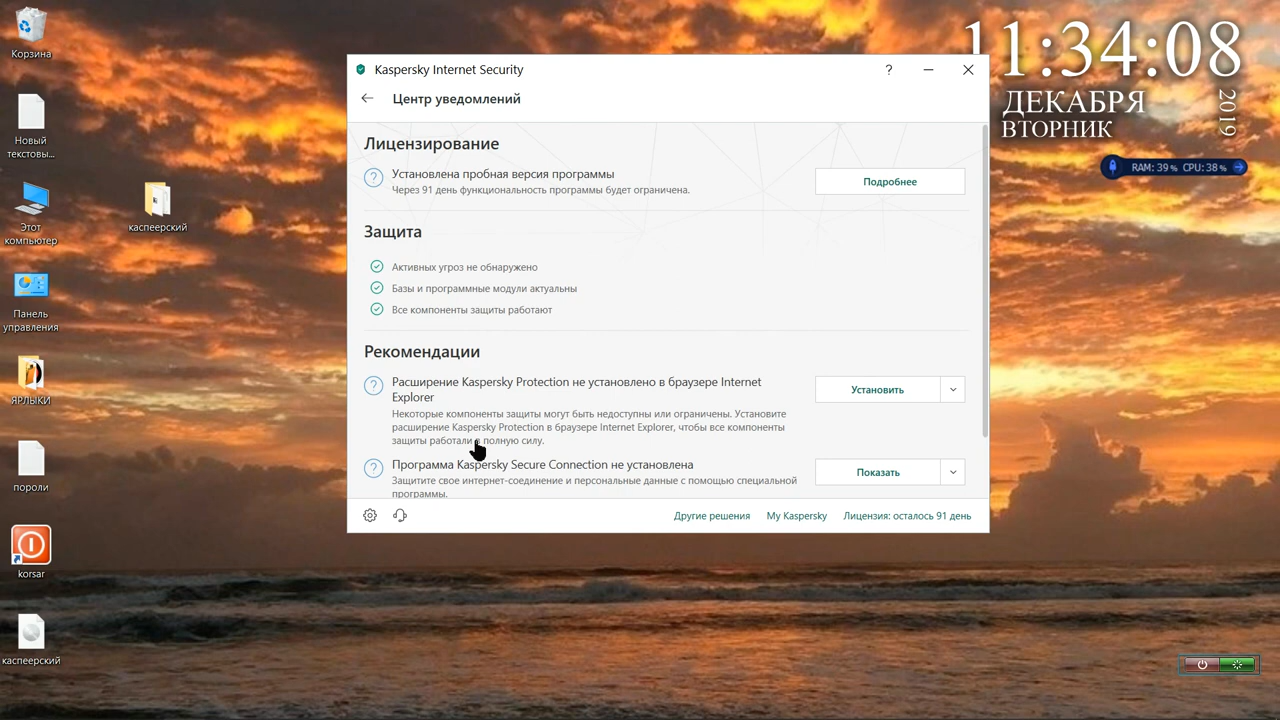 Корзина
Новый
текстовы...
Этот
компьютер
Панель
управления
ЯРЛЫКИ
пароли
korsar
каспеерский
каспеерский
Kaspersky Internet Security
?
Центр уведомлений
Лицензирование
Установлена пробная версия программы
Через 91 день функциональность программы будет ограничена.
Подробнее
Защита
Активных угроз не обнаружено
Базы и программные модули актуальны
Все компоненты защиты работают
Рекомендации
Расширение Kaspersky Protection не установлено в браузере Internet
Explorer
Некоторые компоненты защиты могут быть недоступны или ограничены. Установите
расширение Kaspersky Protection в браузере Internet Explorer, чтобы все компоненты
защиты работали в полную силу.
Установить
Программа Kaspersky Secure Connection не установлена
Защитите свое интернет-соединение и персональные данные с помощью специальной
программы.
Показать
Другие решения
My Kaspersky
Лицензия: осталось 91 день
11:34:08
ДЕКАБРЯ
ВТОРНИК
2019
RAM: 39 % CPU: 38 %